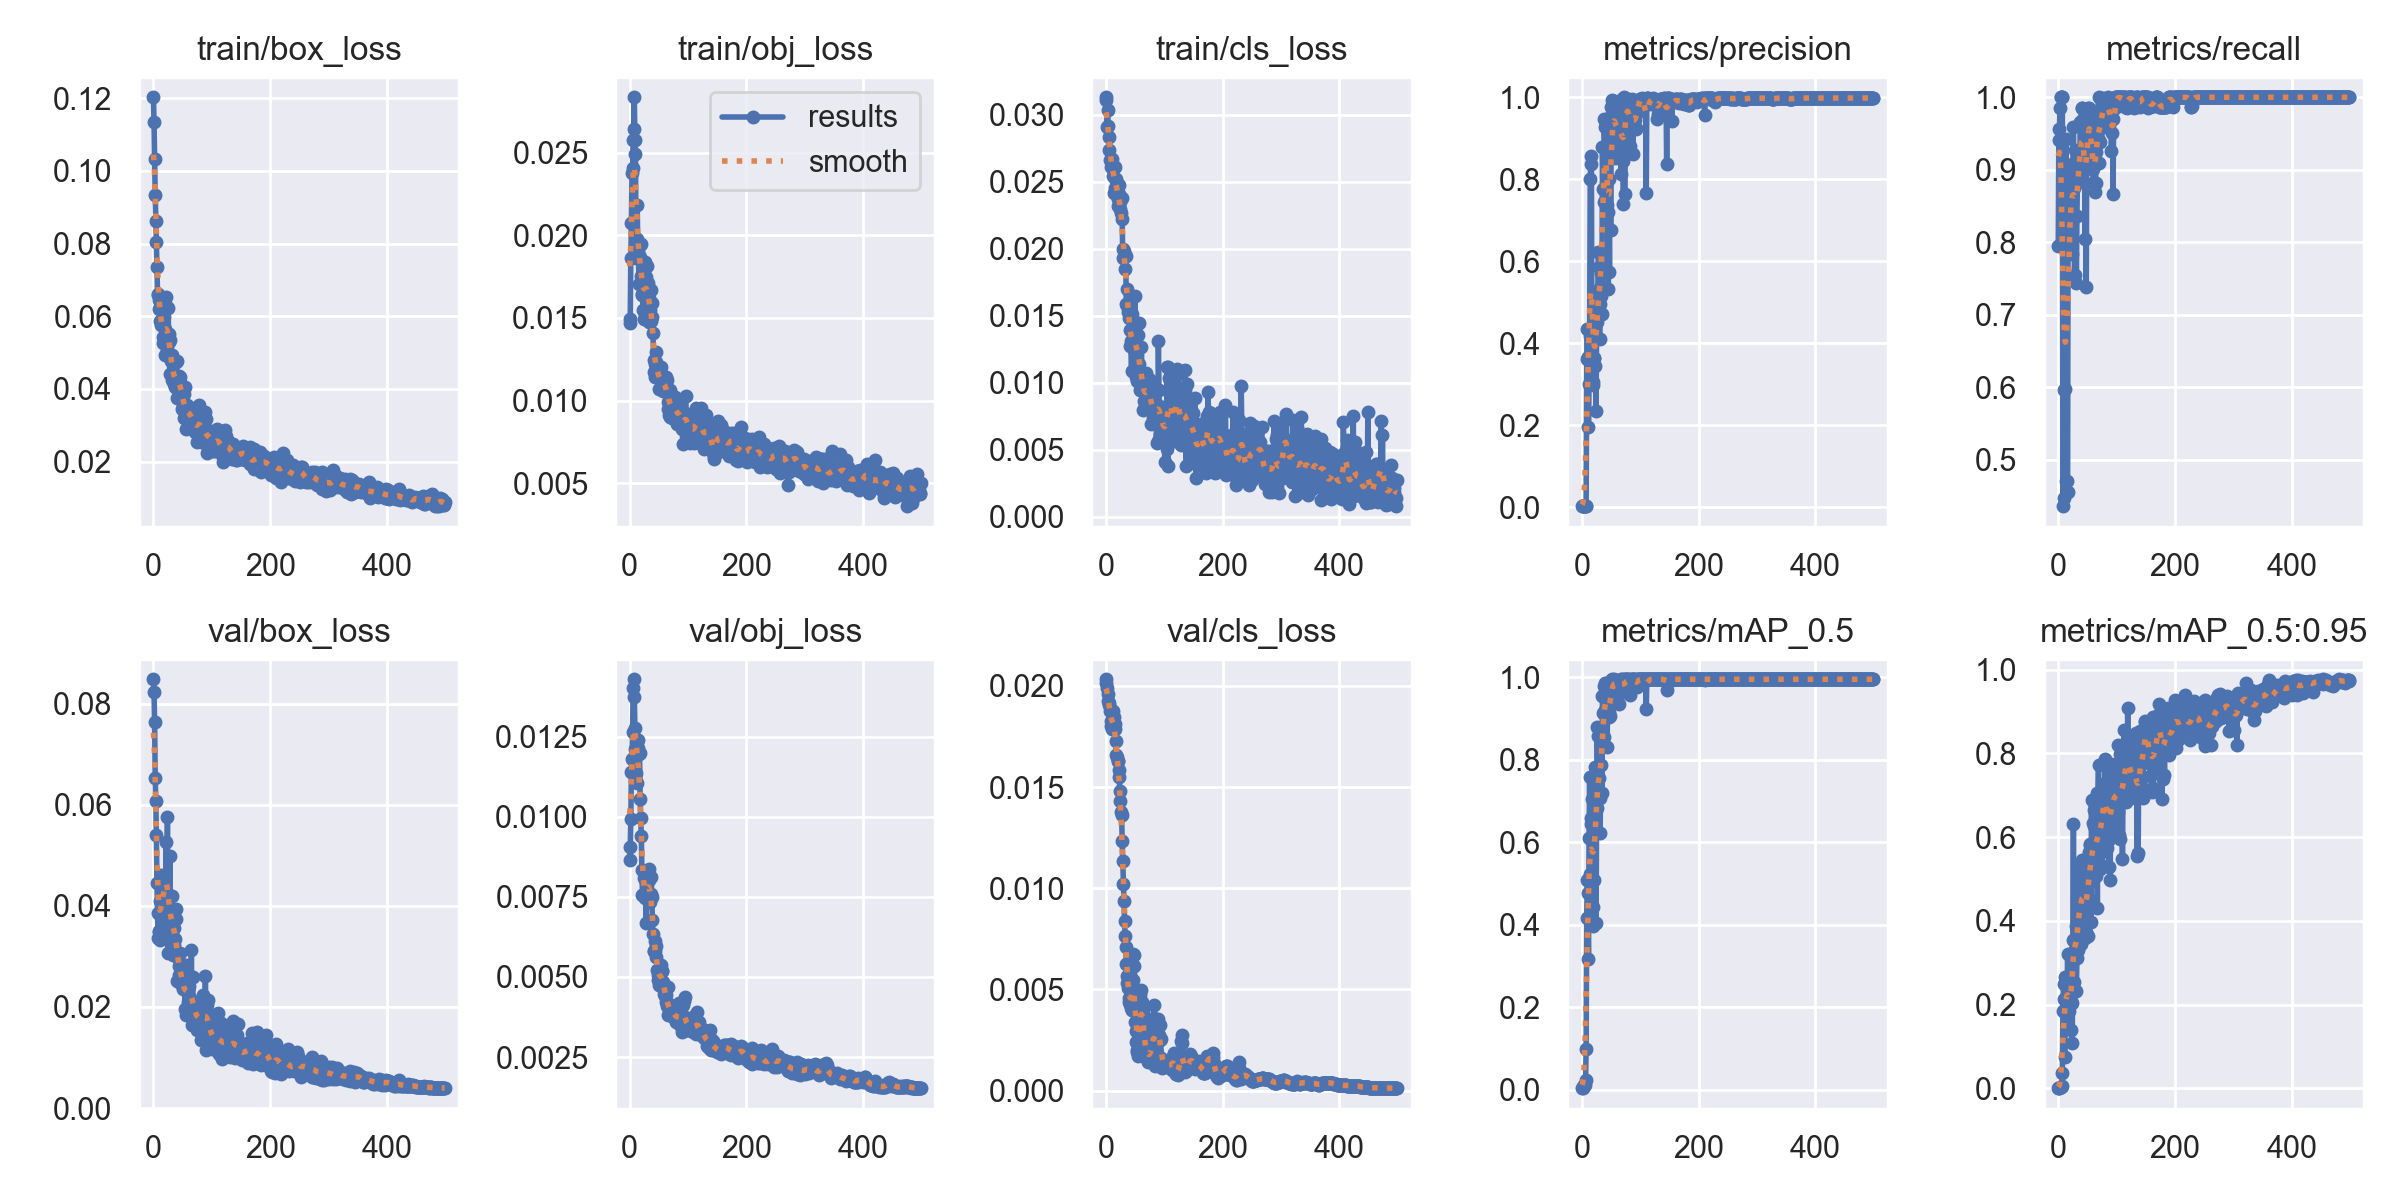 train/box_loss
0.12
0.10
0.08
0.06
0.04
0.02
0 200 400
train/obj_loss
results
smooth
0.025
0.020
0.015
0.010
0.005
0 200 400
train/cls_loss
0.030
0.025
0.020
0.015
0.010
0.005
0.000
0 200 400
metrics/precision
1.0
0.8
0.6
0.4
0.2
0.0
0 200 400
metrics/recall
1.0
0.9
0.8
0.7
0.6
0.5
0 200 400
val/box_loss
0.08
0.06
0.04
0.02
0.00
0 200 400
val/obj_loss
0.0125
0.0100
0.0075
0.0050
0.0025
0 200 400
val/cls_loss
0.020
0.015
0.010
0.005
0.000
0 200 400
metrics/mAP_0.5
1.0
0.8
0.6
0.4
0.2
0.0
0 200 400
metrics/mAP_0.5:0.95
1.0
0.8
0.6
0.4
0.2
0.0
0 200 400